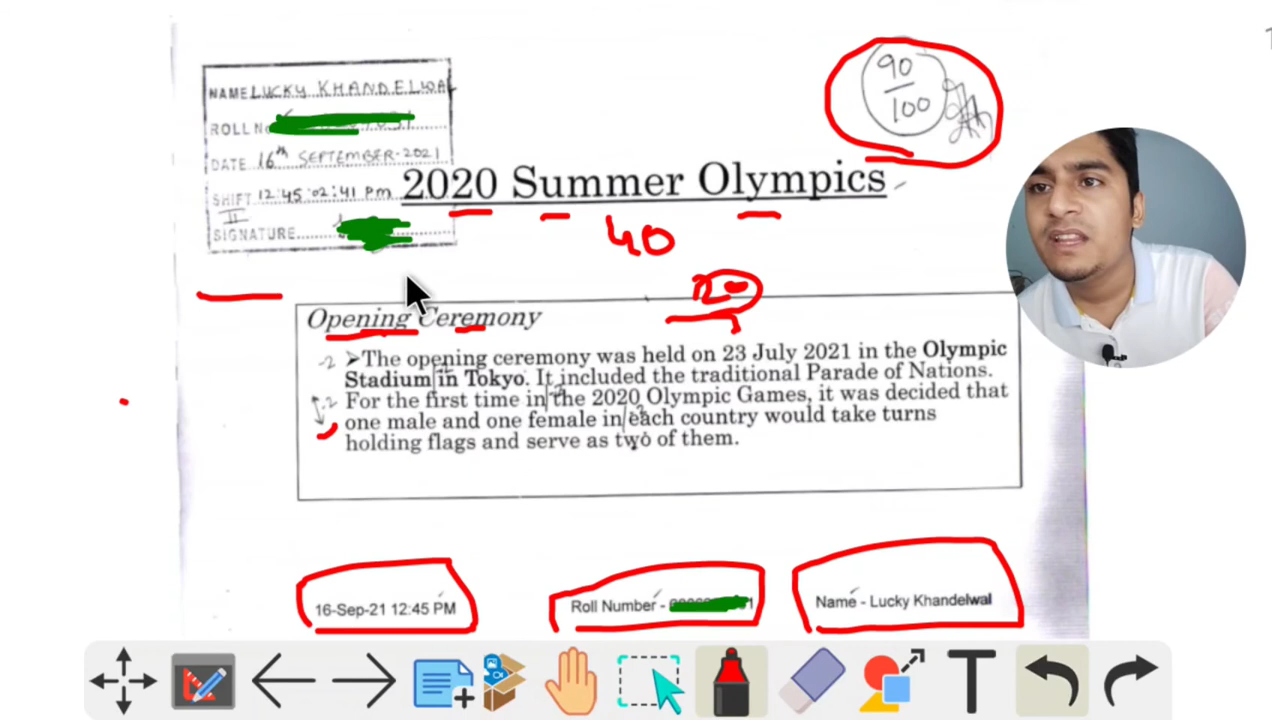 NAME LUCKY KHANDELWAL
ROLL No
DATE 16th SEPTEMBER-2021
SHIFT 12:45-02:41 Pm
II
SIGNATURE
90
100
2020 Summer Olympics
40
20
Opening Ceremony
-2 ➤The opening ceremony was held on 23 July 2021 in the Olympic
Stadium in Tokyo. It included the traditional Parade of Nations.
-2 For the first time in the 2020 Olympic Games, it was decided that
one male and one female in each country would take turns
holding flags and serve as two of them.
16-Sep-21 12:45 PM
Roll Number -
Name - Lucky Khandelwal
T